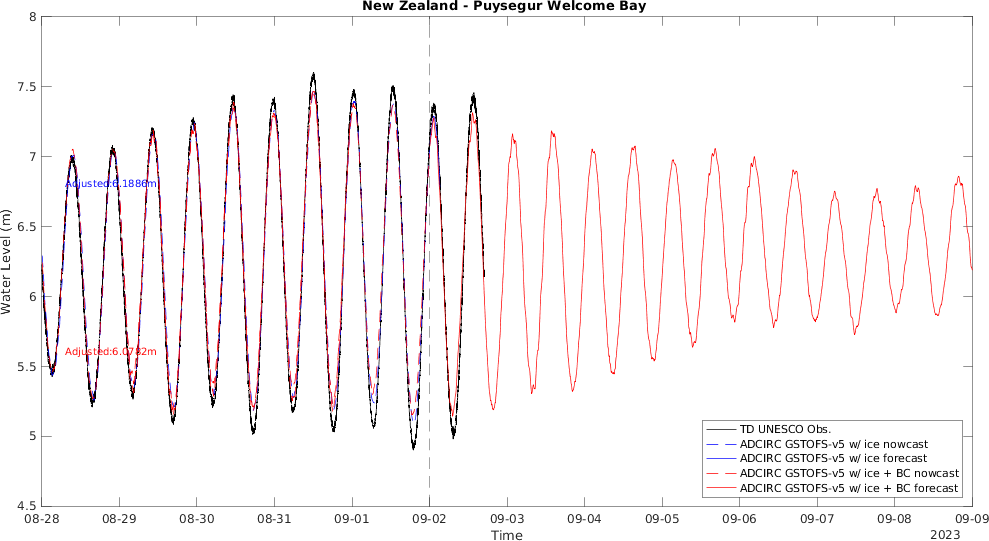 New Zealand - Puysegur Welcome Bay
8
7.5
7
6.5
6
5.5
5
4.5
Water Level (m)
Adjusted:6.1886m
Adjusted:6.0782m
TD UNESCO Obs.
ADCIRC GSTOFS-v5 w/ ice nowcast
ADCIRC GSTOFS-v5 w/ ice forecast
ADCIRC GSTOFS-v5 w/ ice + BC nowcast
ADCIRC GSTOFS-v5 w/ ice + BC forecast
08-28 08-29 08-30 08-31 09-01 09-02 09-03 09-04 09-05 09-06 09-07 09-08 09-09
Time
2023